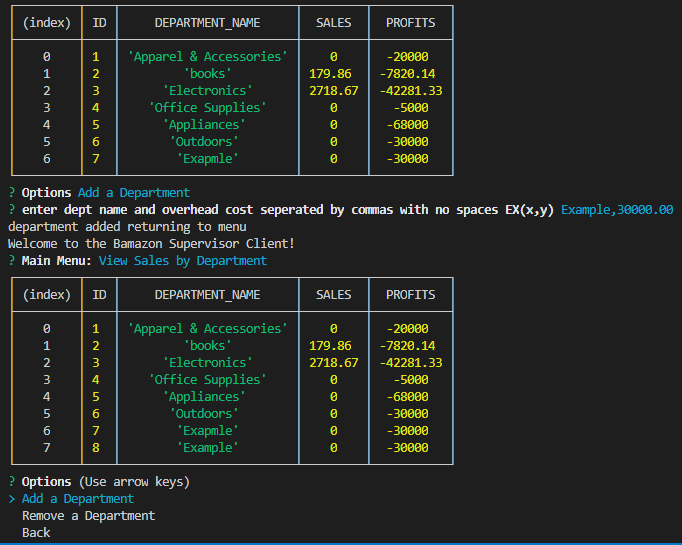 (index) ID DEPARTMENT_NAME SALES PROFITS
0 1 'Apparel & Accessories' 0 -20000
1 2 'books' 179.86 -7820.14
2 3 'Electronics' 2718.67 -42281.33
3 4 'Office Supplies' 0 -5000
4 5 'Appliances' 0 -68000
5 6 'Outdoors' 0 -30000
6 7 'Exapmle' 0 -30000
? Options Add a Department
? enter dept name and overhead cost seperated by commas with no spaces EX(x,y) Example,30000.00
department added returning to menu
Welcome to the Bamazon Supervisor Client!
? Main Menu: View Sales by Department
(index) ID DEPARTMENT_NAME SALES PROFITS
0 1 'Apparel & Accessories' 0 -20000
1 2 'books' 179.86 -7820.14
2 3 'Electronics' 2718.67 -42281.33
3 4 'Office Supplies' 0 -5000
4 5 'Appliances' 0 -68000
5 6 'Outdoors' 0 -30000
6 7 'Exapmle' 0 -30000
7 8 'Example' 0 -30000
? Options (Use arrow keys)
> Add a Department
Remove a Department
Back